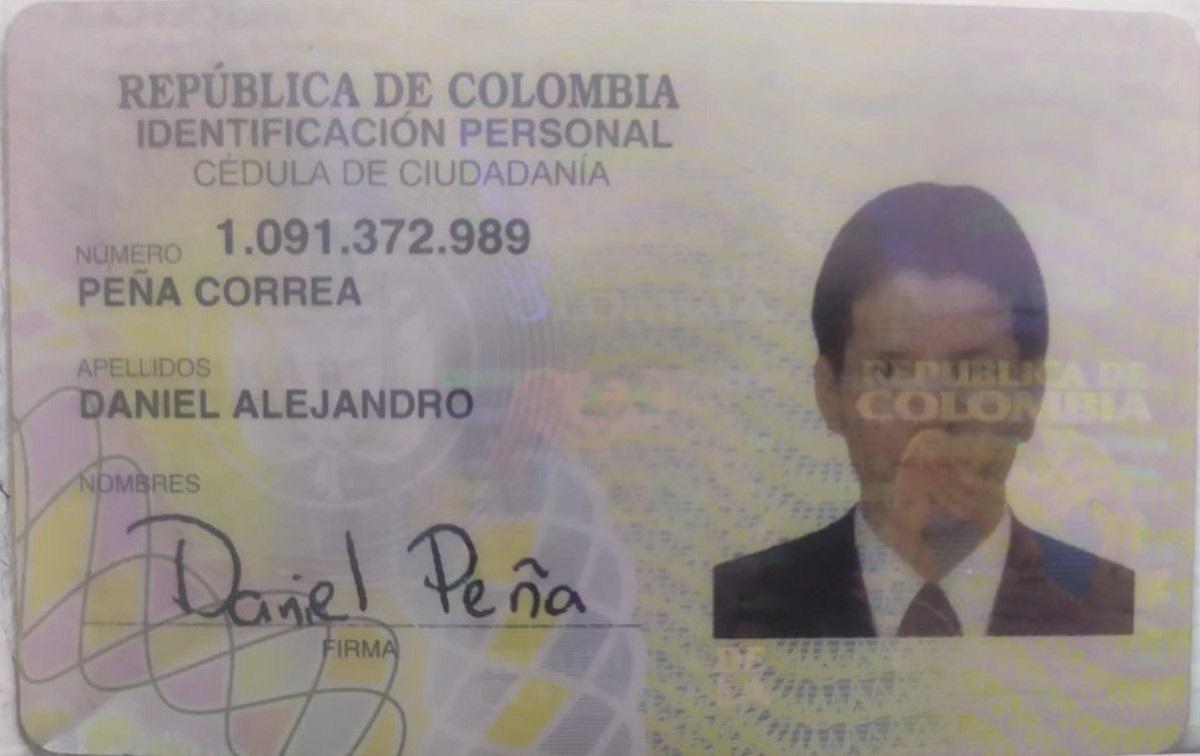 REPÚBLICA DE COLOMBIA
IDENTIFICACIÓN PERSONAL
CÉDULA DE CIUDADANÍA
NÚMERO 1.091.372.989
PEÑA CORREA
APELLIDOS
DANIEL ALEJANDRO
NOMBRES
Daniel Peña
FIRMA
REPUBLICA DE
COLOMBIA